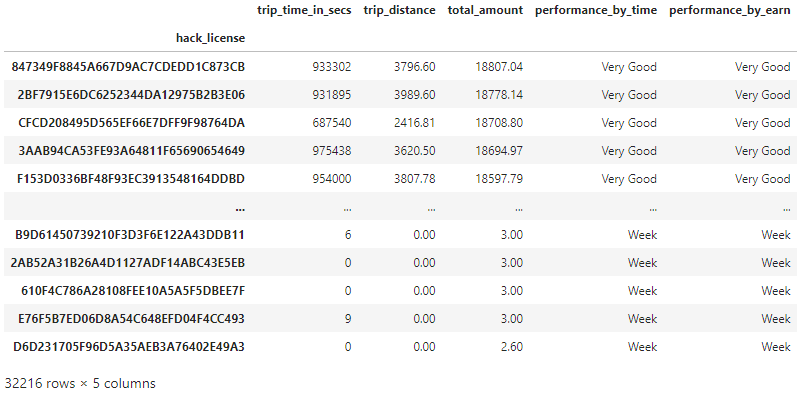 trip_time_in_secs trip_distance total_amount performance_by_time performance_by_earn
hack_license
847349F8845A667D9AC7CDEDD1C873CB 933302 3796.60 18807.04 Very Good Very Good
2BF7915E6DC6252344DA12975B2B3E06 931895 3989.60 18778.14 Very Good Very Good
CFCD208495D565EF66E7DFF9F98764DA 687540 2416.81 18708.80 Very Good Very Good
3AAB94CA53FE93A64811F65690654649 975438 3620.50 18694.97 Very Good Very Good
F153D0336BF48F93EC3913548164DDBD 954000 3807.78 18597.79 Very Good Very Good
... ... ... ... ... ...
B9D61450739210F3D3F6E122A43DDB11 6 0.00 3.00 Week Week
2AB52A31B26A4D1127ADF14ABC43E5EB 0 0.00 3.00 Week Week
610F4C786A28108FEE10A5A5F5DBEE7F 0 0.00 3.00 Week Week
E76F5B7ED06D8A54C648EFD04F4CC493 9 0.00 3.00 Week Week
D6D231705F96D5A35AEB3A76402E49A3 0 0.00 2.60 Week Week
32216 rows × 5 columns